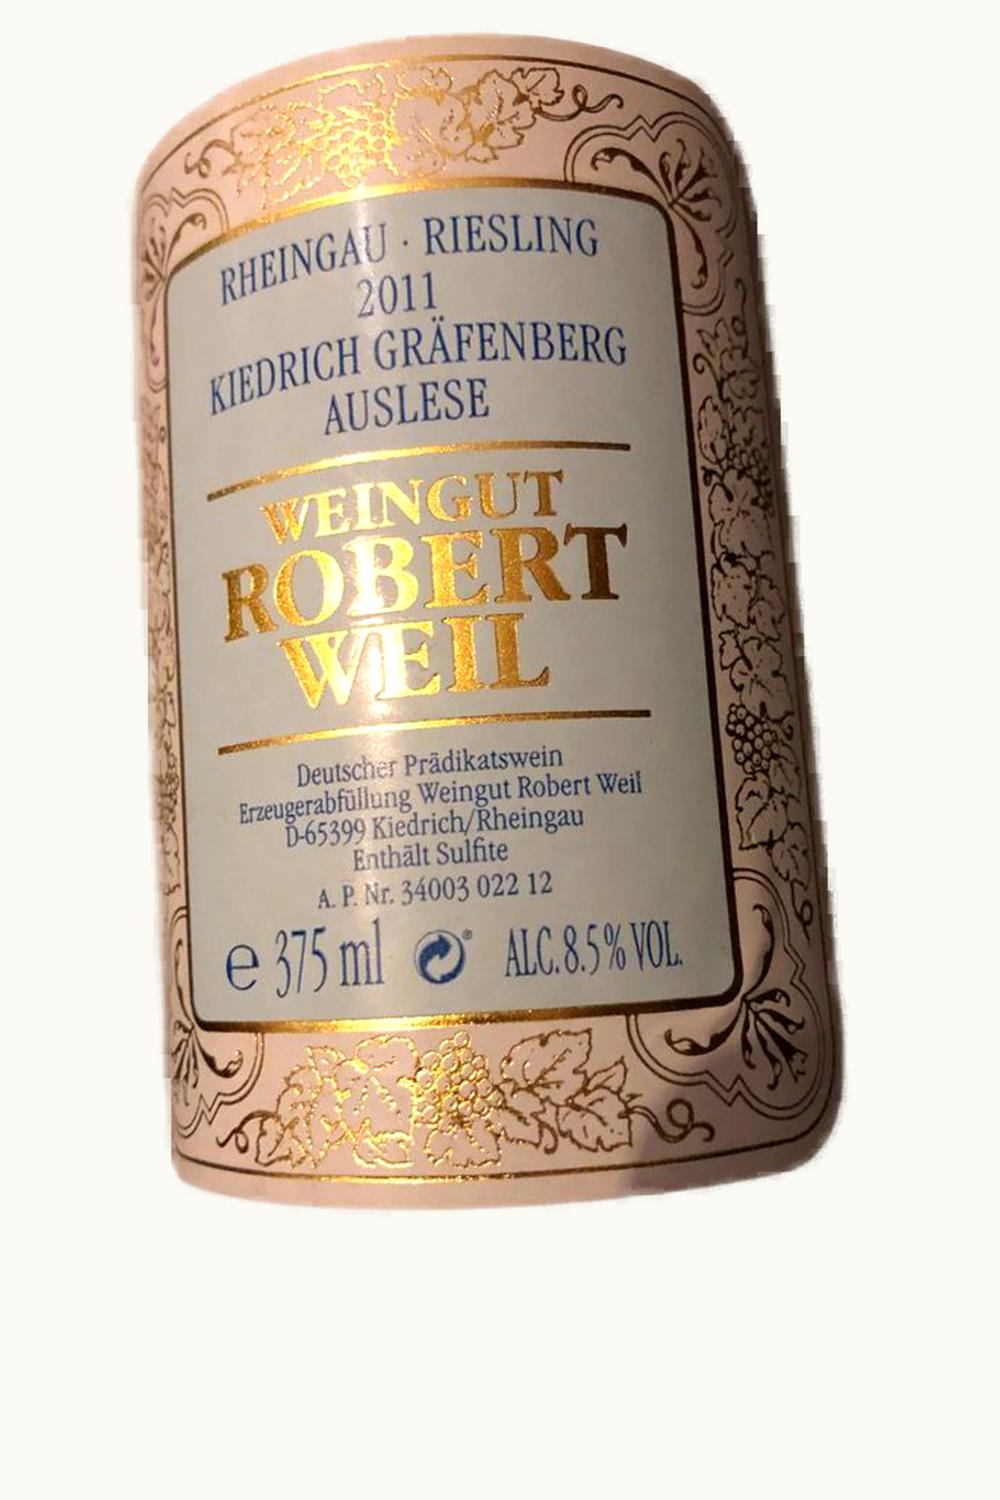 RHEINGAU · RIESLING
2011
KIEDRICH GRÄFENBERG
AUSLESE
WEINGUT
ROBERT
WEIL
Deutscher Prädikatswein
Erzeugerabfüllung Weingut Robert Weil
D-65399 Kiedrich/Rheingau
Enthält Sulfite
A. P. Nr. 34003 022 12
℮ 375 ml ® ALC. 8.5% VOL.